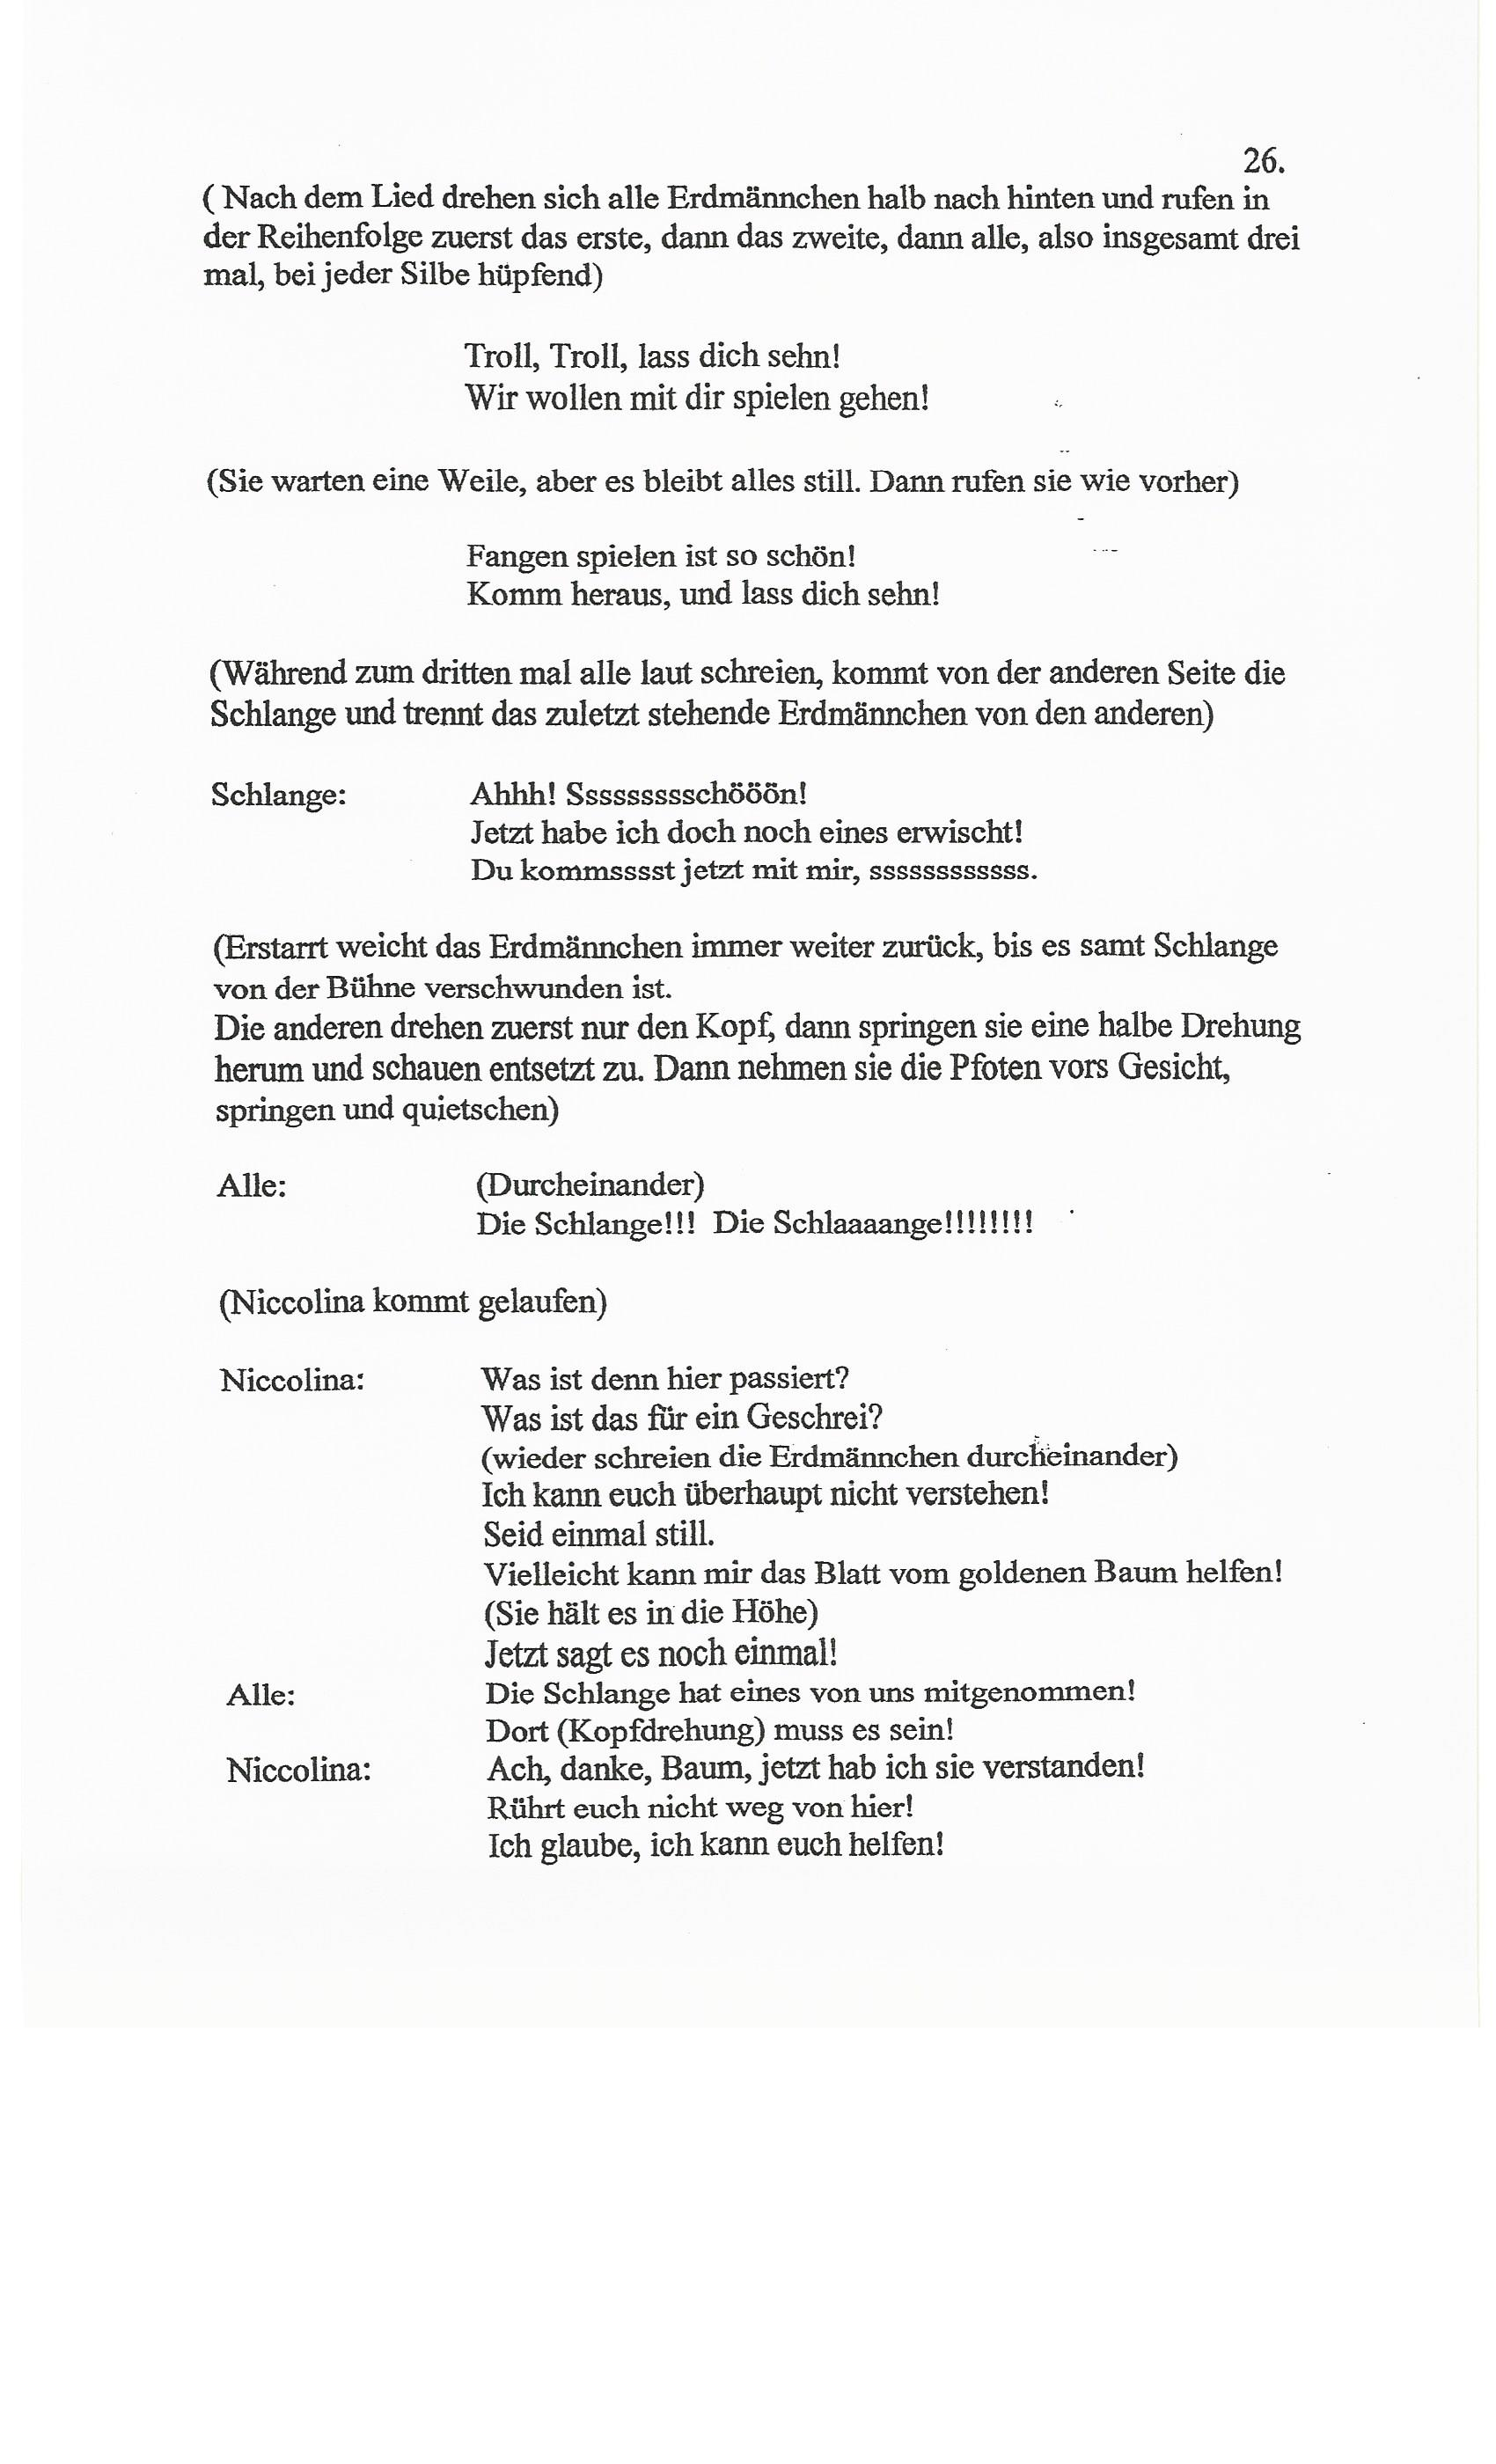 26.
( Nach dem Lied drehen sich alle Erdmännchen halb nach hinten und rufen in
der Reihenfolge zuerst das erste, dann das zweite, dann alle, also insgesamt drei
mal, bei jeder Silbe hüpfend)
Troll, Troll, lass dich sehn!
Wir wollen mit dir spielen gehen!
(Sie warten eine Weile, aber es bleibt alles still. Dann rufen sie wie vorher)
Fangen spielen ist so schön!
Komm heraus, und lass dich sehn!
(Während zum dritten mal alle laut schreien, kommt von der anderen Seite die
Schlange und trennt das zuletzt stehende Erdmännchen von den anderen)
Schlange: Ahhh! Sssssssssschööön!
Jetzt habe ich doch noch eines erwischt!
Du kommsssst jetzt mit mir, ssssssssssss.
(Erstarrt weicht das Erdmännchen immer weiter zurück, bis es samt Schlange
von der Bühne verschwunden ist.
Die anderen drehen zuerst nur den Kopf, dann springen sie eine halbe Drehung
herum und schauen entsetzt zu. Dann nehmen sie die Pfoten vors Gesicht,
springen und quietschen)
Alle: (Durcheinander)
Die Schlange!!! Die Schlaaaange!!!!!!!!
(Niccolina kommt gelaufen)
Niccolina: Was ist denn hier passiert?
Was ist das für ein Geschrei?
(wieder schreien die Erdmännchen durcheinander)
Ich kann euch überhaupt nicht verstehen!
Seid einmal still.
Vielleicht kann mir das Blatt vom goldenen Baum helfen!
(Sie hält es in die Höhe)
Jetzt sagt es noch einmal!
Alle: Die Schlange hat eines von uns mitgenommen!
Dort (Kopfdrehung) muss es sein!
Niccolina: Ach, danke, Baum, jetzt hab ich sie verstanden!
Rührt euch nicht weg von hier!
Ich glaube, ich kann euch helfen!